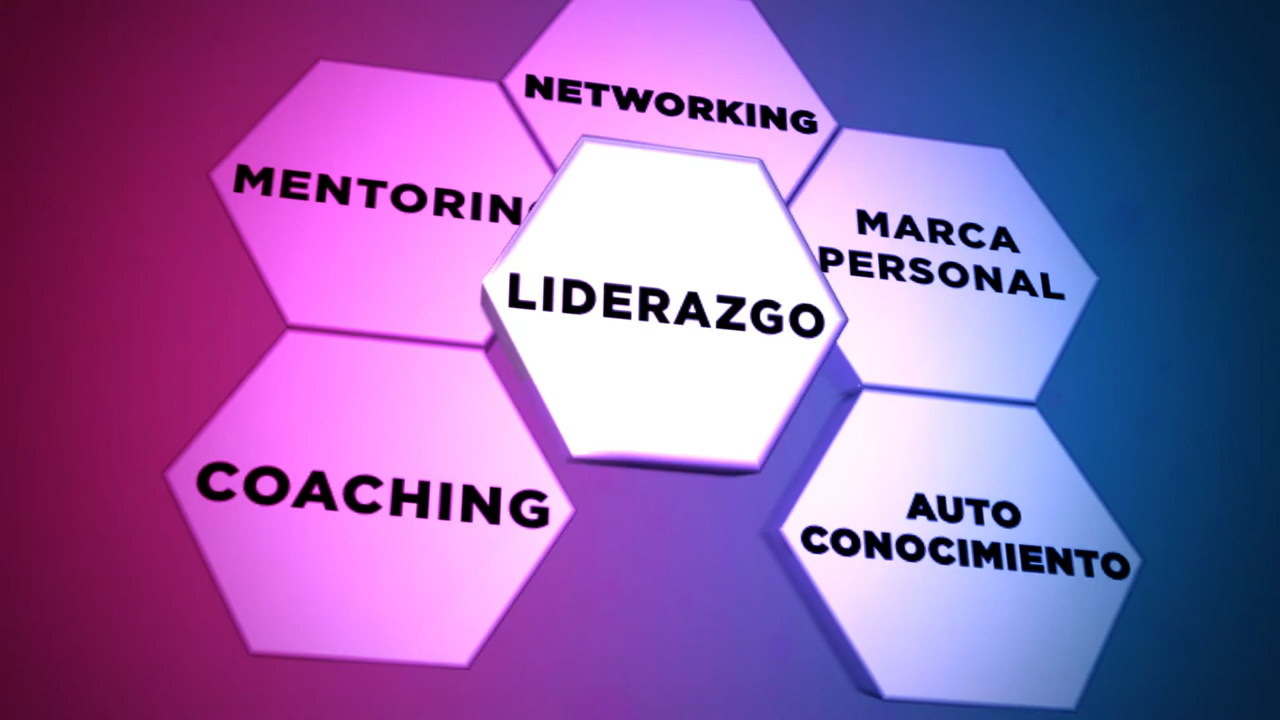 NETWORKING
MENTORIN
MARCA
PERSONAL
LIDERAZGO
COACHING
AUTO
CONOCIMIENTO